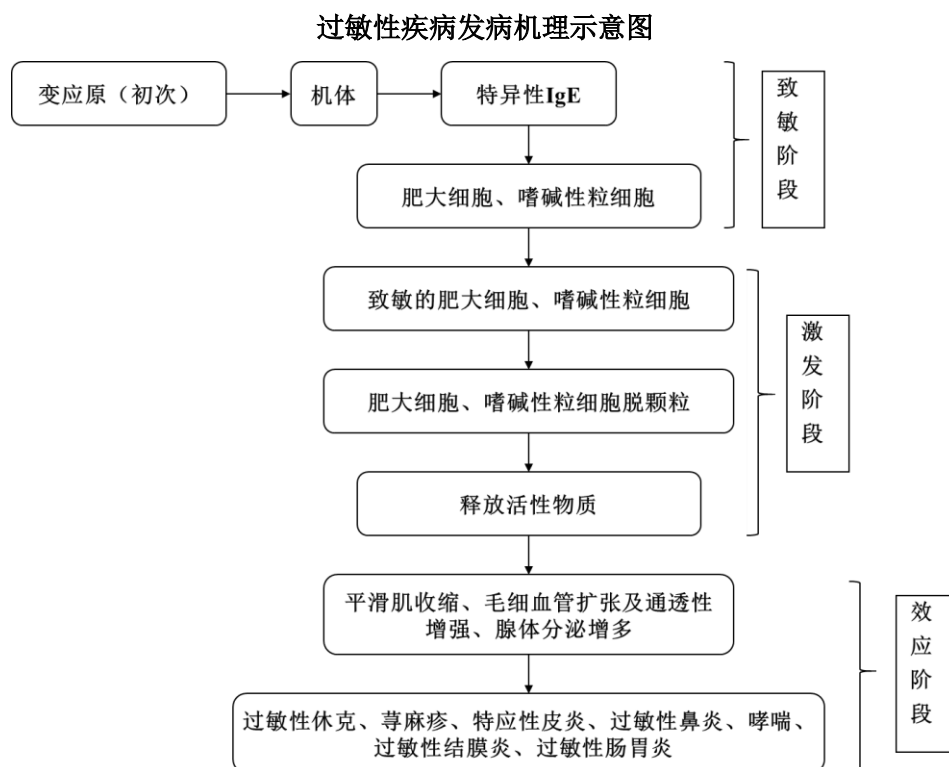 过敏性疾病发病机理示意图
变应原（初次）
机体
特异性IgE
致敏阶段
肥大细胞、嗜碱性粒细胞
致敏的肥大细胞、嗜碱性粒细胞
激发阶段
肥大细胞、嗜碱性粒细胞脱颗粒
释放活性物质
平滑肌收缩、毛细血管扩张及通透性
增强、腺体分泌增多
效应阶段
过敏性休克、荨麻疹、特应性皮炎、过敏性鼻炎、哮喘、
过敏性结膜炎、过敏性肠胃炎